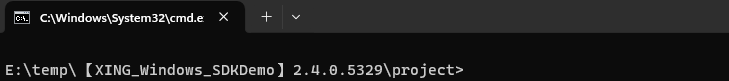 C:\Windows\System32\cmd.e
E:\temp\【XING_Windows_SDKDemo】2.4.0.5329\project>